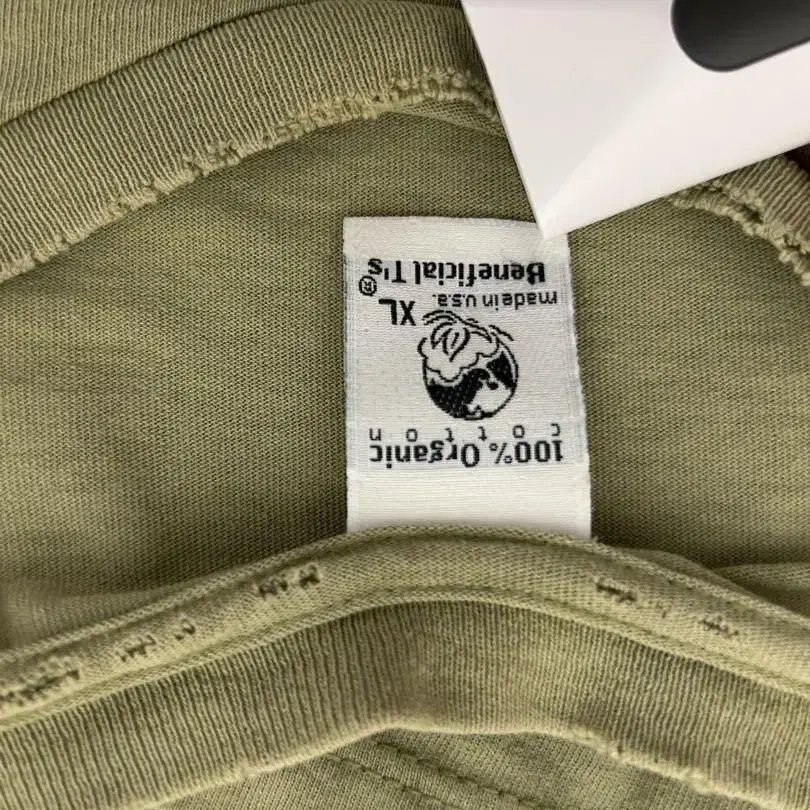 100% Organic
cotton
XL
made in u.s.a.
Beneficial T's®